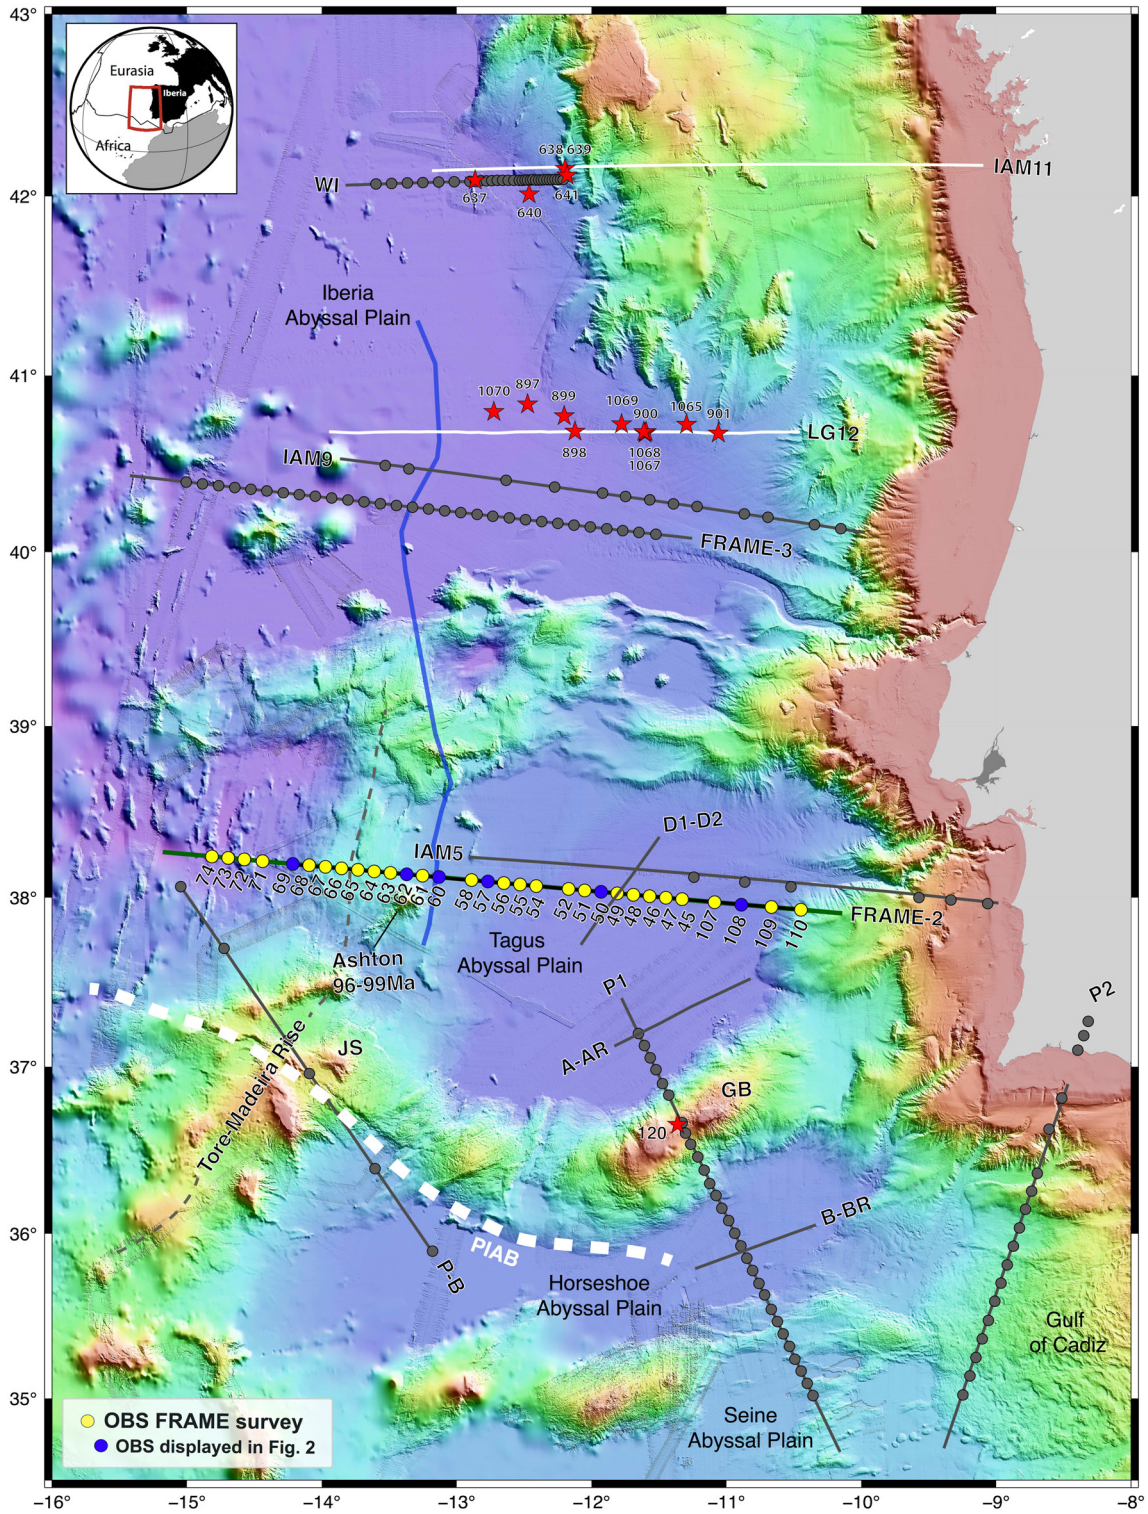 43°
Eurasia
Iberia
Africa
638 639
IAM11
WI
42°
637
641
640
Iberia
Abyssal Plain
41°
1070
897
899
1069
900
1065
901
LG12
898
1068
1067
IAM9
FRAME-3
40°
39°
D1-D2
IAM5
74
73
72
71
69
68
67
66
65
64
63
62
61
60
58
57
56
55
54
52
51
50
49
48
46
47
45
107
108
109
110
38°
FRAME-2
Ashton
96-99Ma
Tagus
Abyssal Plain
P1
P2
A-AR
JS
37°
GB
Tore-Madeira Rise
120
36°
B-BR
PIAB
P-B
Horseshoe
Abyssal Plain
Gulf
of Cadiz
35°
OBS FRAME survey
OBS displayed in Fig. 2
Seine
Abyssal Plain
−16°
−15°
−14°
−13°
−12°
−11°
−10°
−9°
−8°